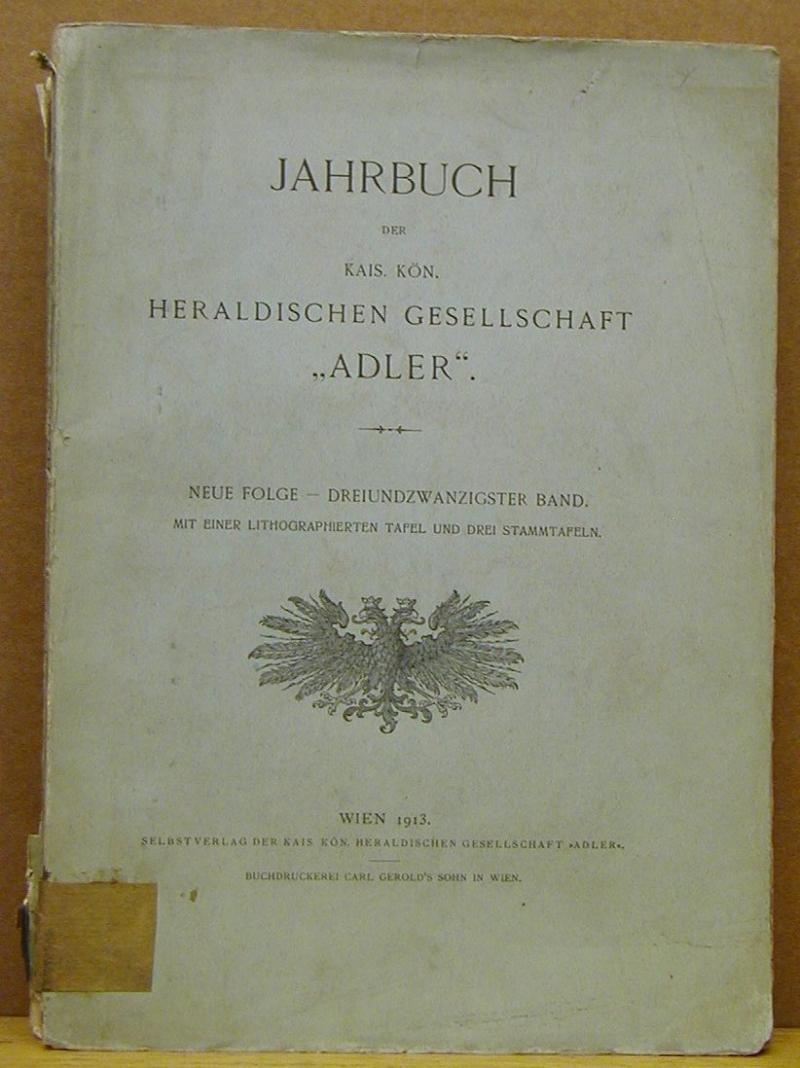 JAHRBUCH
DER
KAIS. KÖN.
HERALDISCHEN GESELLSCHAFT
„ADLER“.
NEUE FOLGE — DREIUNDZWANZIGSTER BAND.
MIT EINER LITHOGRAPHIERTEN TAFEL UND DREI STAMMTAFELN.
WIEN 1913.
SELBSTVERLAG DER KAIS. KÖN. HERALDISCHEN GESELLSCHAFT »ADLER«.
BUCHDRUCKEREI CARL GEROLD'S SOHN IN WIEN.